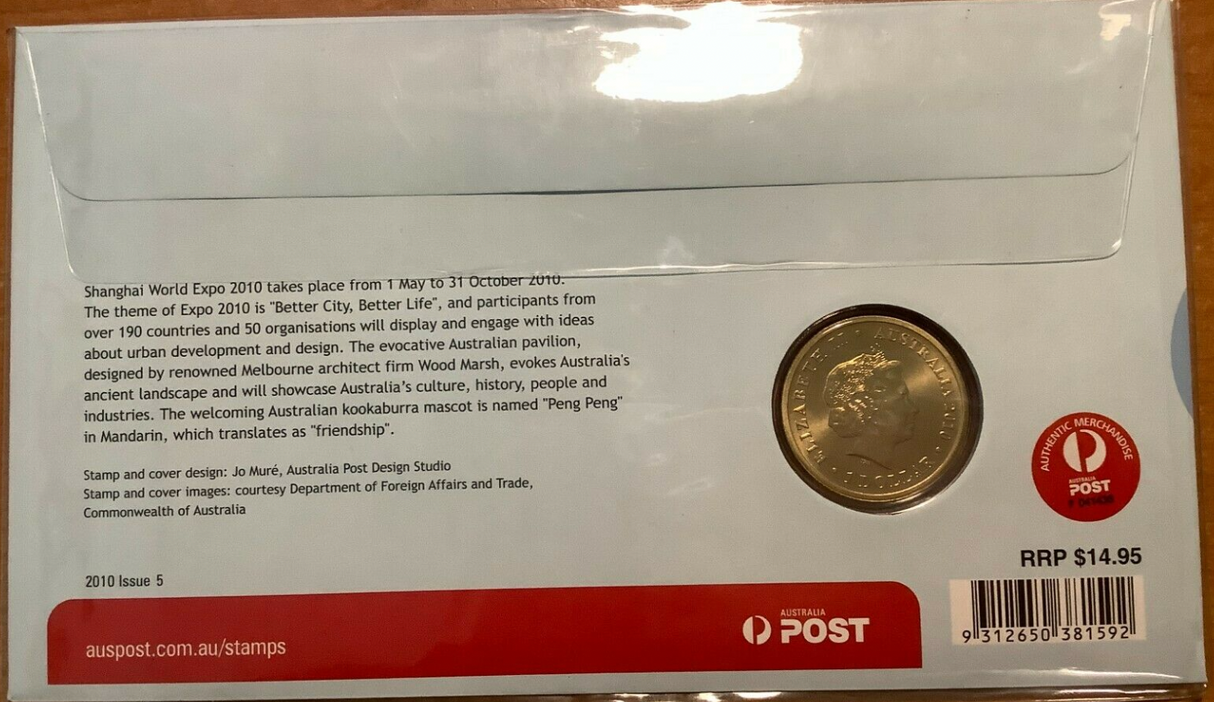 Shanghai World Expo 2010 takes place from 1 May to 31 October 2010.
The theme of Expo 2010 is "Better City, Better Life", and participants from
over 190 countries and 50 organisations will display and engage with ideas
about urban development and design. The evocative Australian pavilion,
designed by renowned Melbourne architect firm Wood Marsh, evokes Australia's
ancient landscape and will showcase Australia's culture, history, people and
industries. The welcoming Australian kookaburra mascot is named "Peng Peng"
in Mandarin, which translates as "friendship".
Stamp and cover design: Jo Muré, Australia Post Design Studio
Stamp and cover images: courtesy Department of Foreign Affairs and Trade,
Commonwealth of Australia
2010 Issue 5
auspost.com.au/stamps
AUSTRALIA
POST
ELIZABETH II AUSTRALIA 2010
1 DOLLAR
AUTHENTIC MERCHANDISE
AUSTRALIA
POST
RRP $14.95
9 312650 381592